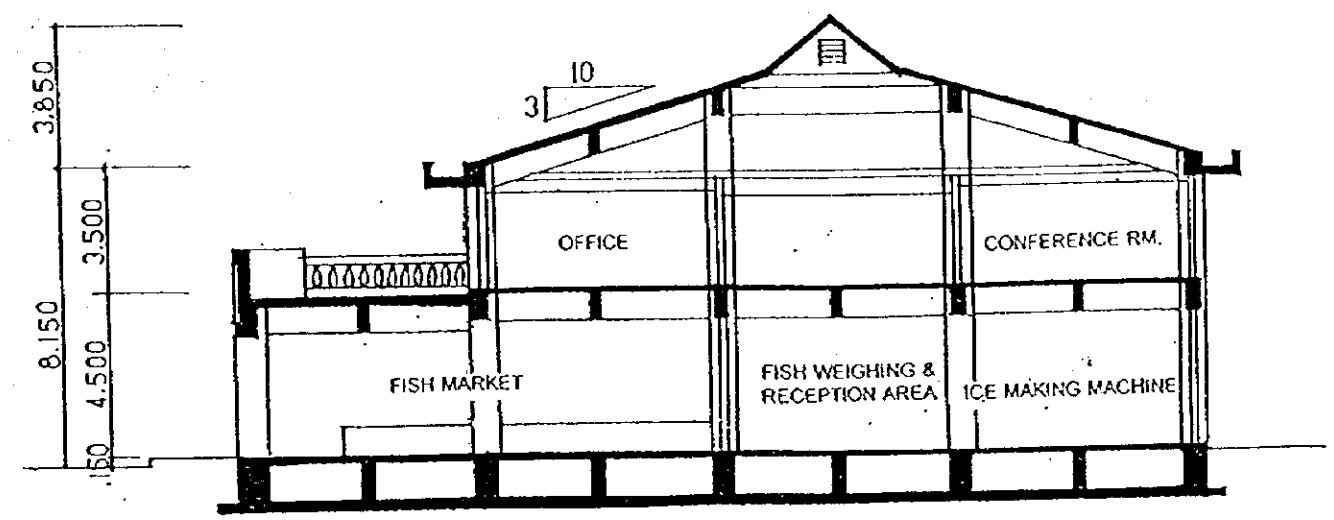 3.850
10
3
3.500
OFFICE
CONFERENCE RM.
8.150
4.500
FISH MARKET
FISH WEIGHING &
RECEPTION AREA
ICE MAKING MACHINE
.150